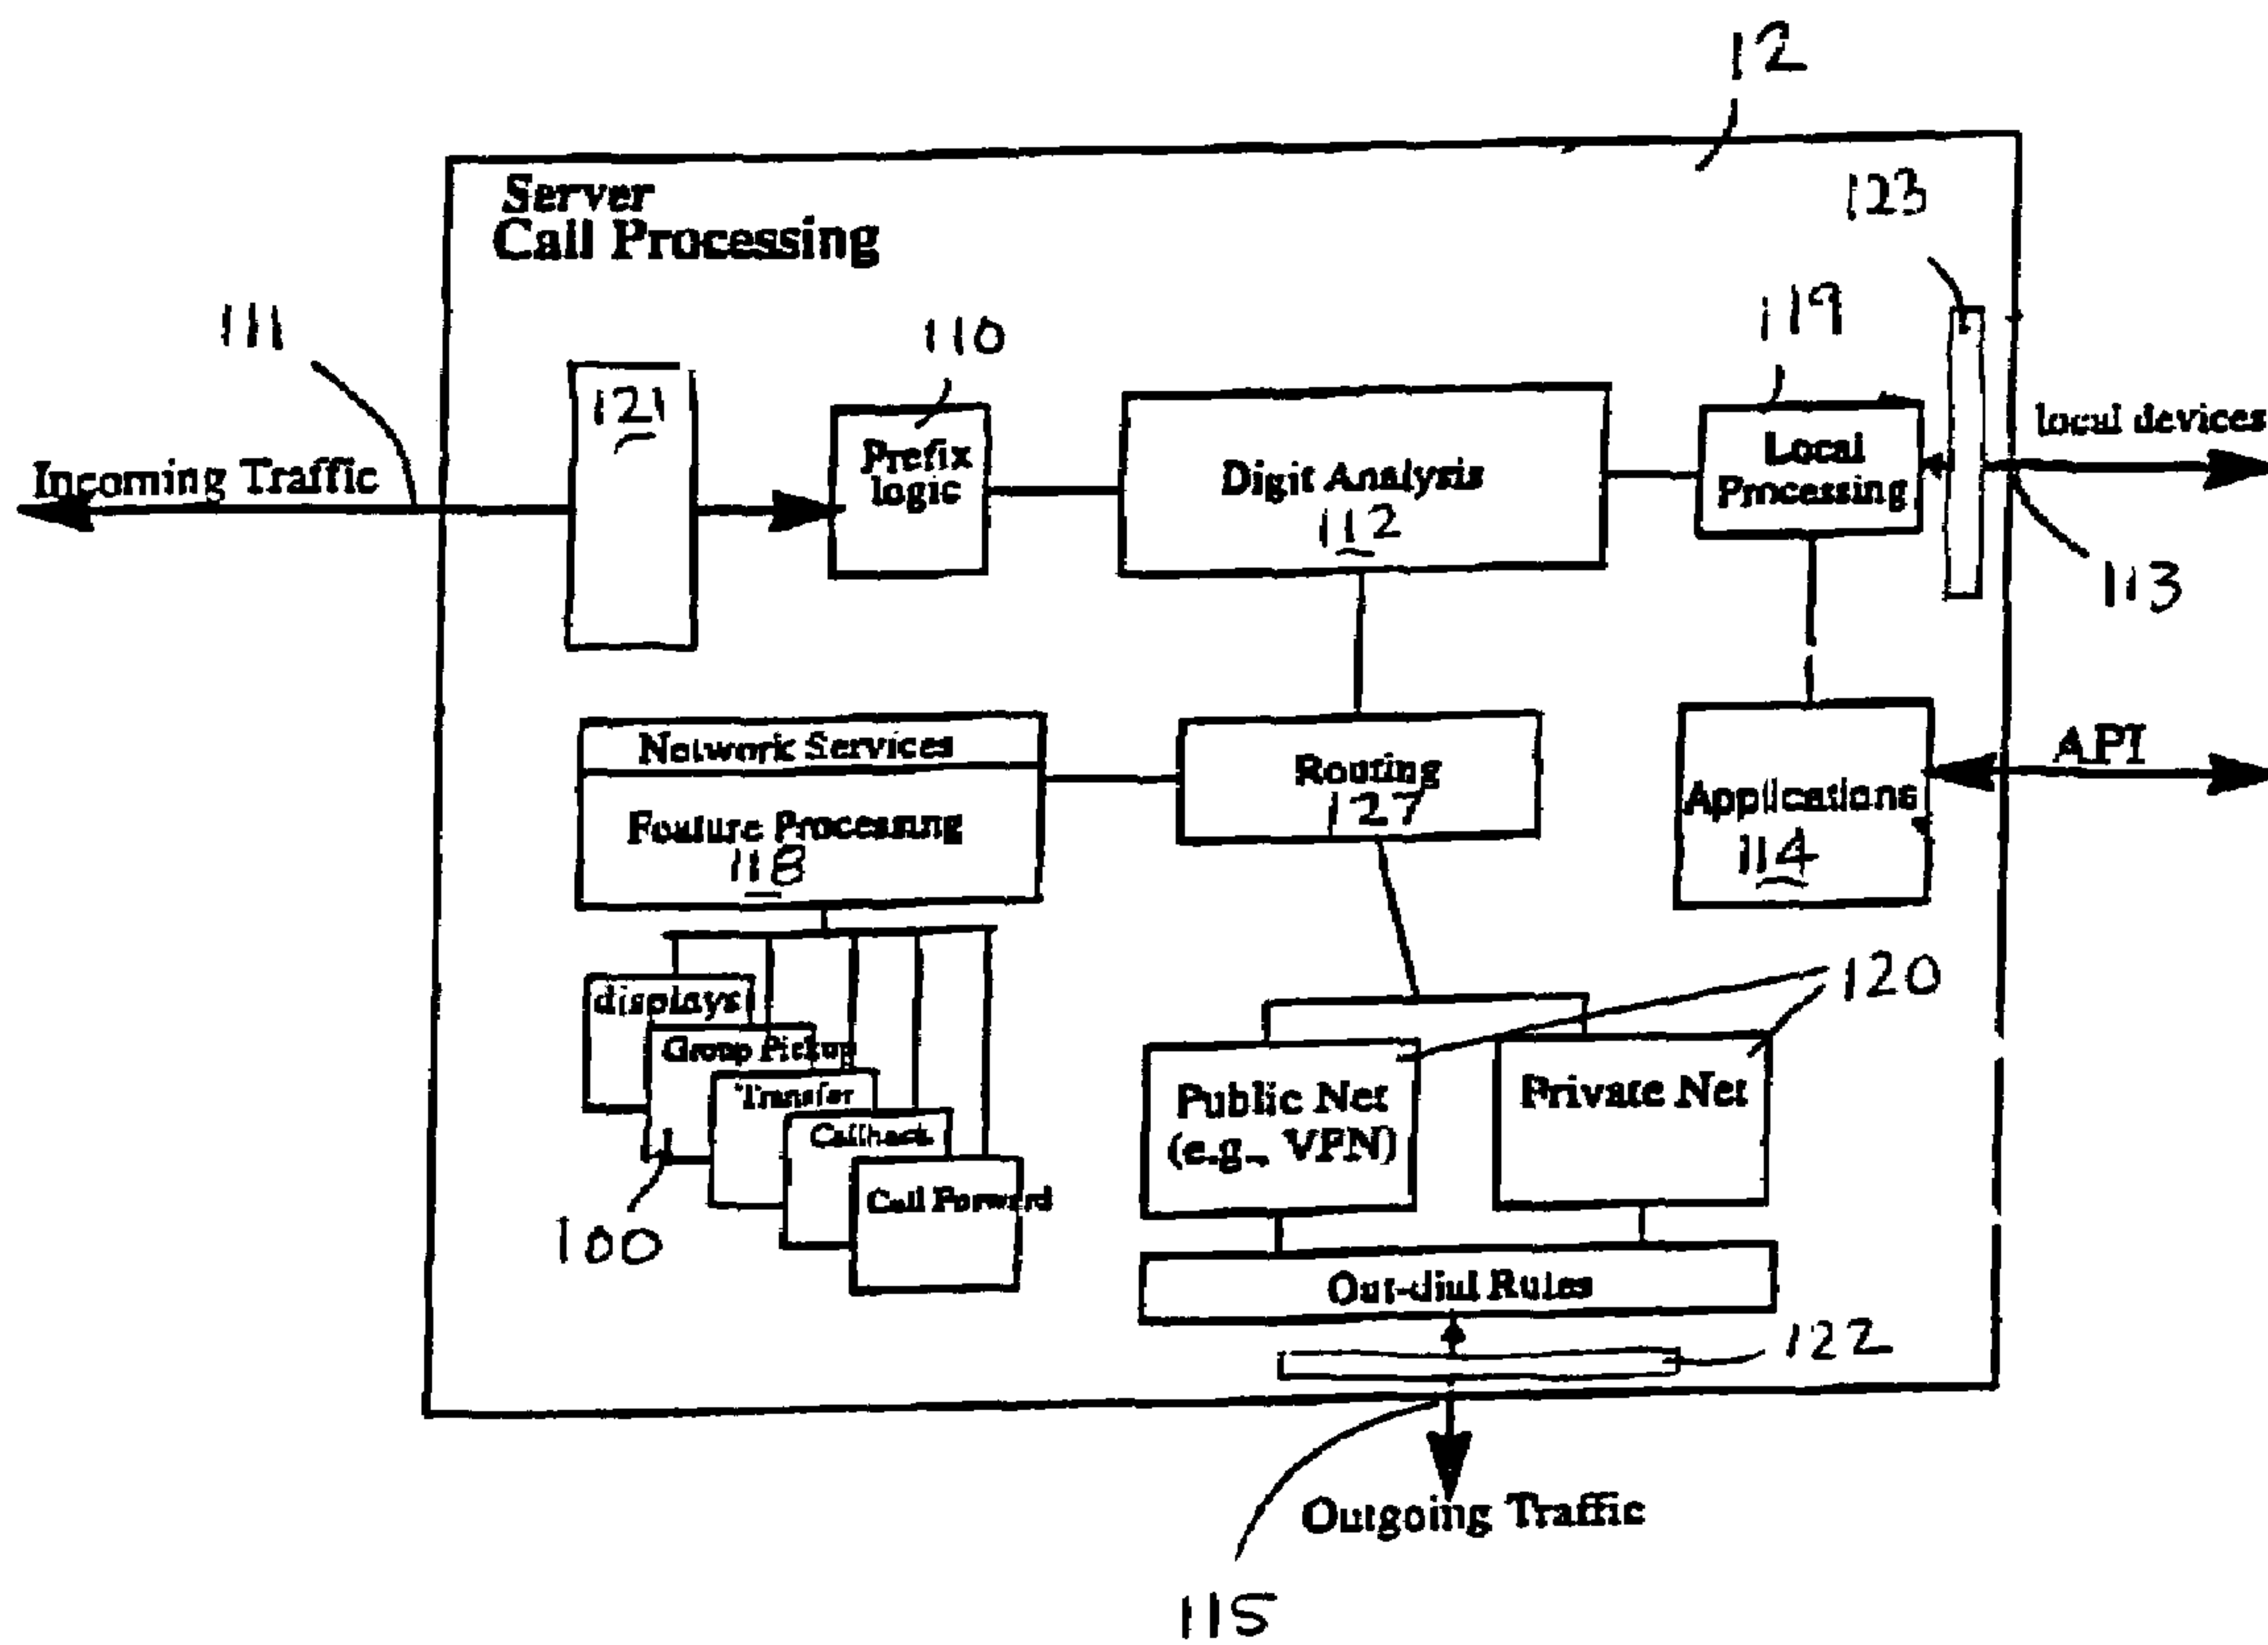 12
Server
Call Processing
123
111
110
119
121
Incoming Traffic
Prefix
logic
Digit Analysis
112
Local
Processing
local devices
113
Network Services
Feature Processing
118
Routing
127
Applications
114
API
120
displays
Group Pickup
Transfer
Callback
Call Forward
100
Public Net
(e.g., VPN)
Private Net
Out-dial Rules
122
Outgoing Traffic
115